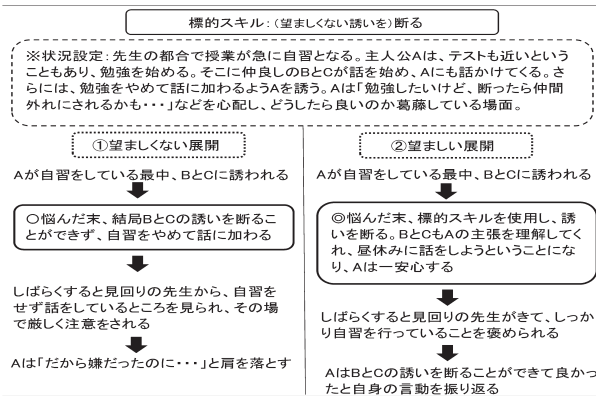 標的スキル：（望ましくない誘いを）断る
※状況設定：先生の都合で授業が急に自習となる。主人公Aは、テストも近いという
こともあり、勉強を始める。そこに仲良しのBとCが話を始め、Aにも話かけてくる。さ
らには、勉強をやめて話に加わるようAを誘う。Aは「勉強したいけど、断ったら仲間
外れにされるかも・・・」などを心配し、どうしたら良いのか葛藤している場面。
①望ましくない展開
Aが自習をしている最中、BとCに誘われる
○悩んだ末、結局BとCの誘いを断るこ
とができず、自習をやめて話に加わる
しばらくすると見回りの先生から、自習を
せず話をしているところを見られ、その場
で厳しく注意をされる
Aは「だから嫌だったのに・・・」と肩を落とす
②望ましい展開
Aが自習をしている最中、BとCに誘われる
◎悩んだ末、標的スキルを使用し、誘
いを断る。BとCもAの主張を理解してく
れ、昼休みに話をしようということにな
り、Aは一安心する
しばらくすると見回りの先生がきて、しっか
り自習を行っていることを褒められる
AはBとCの誘いを断ることができて良かっ
たと自身の言動を振り返る